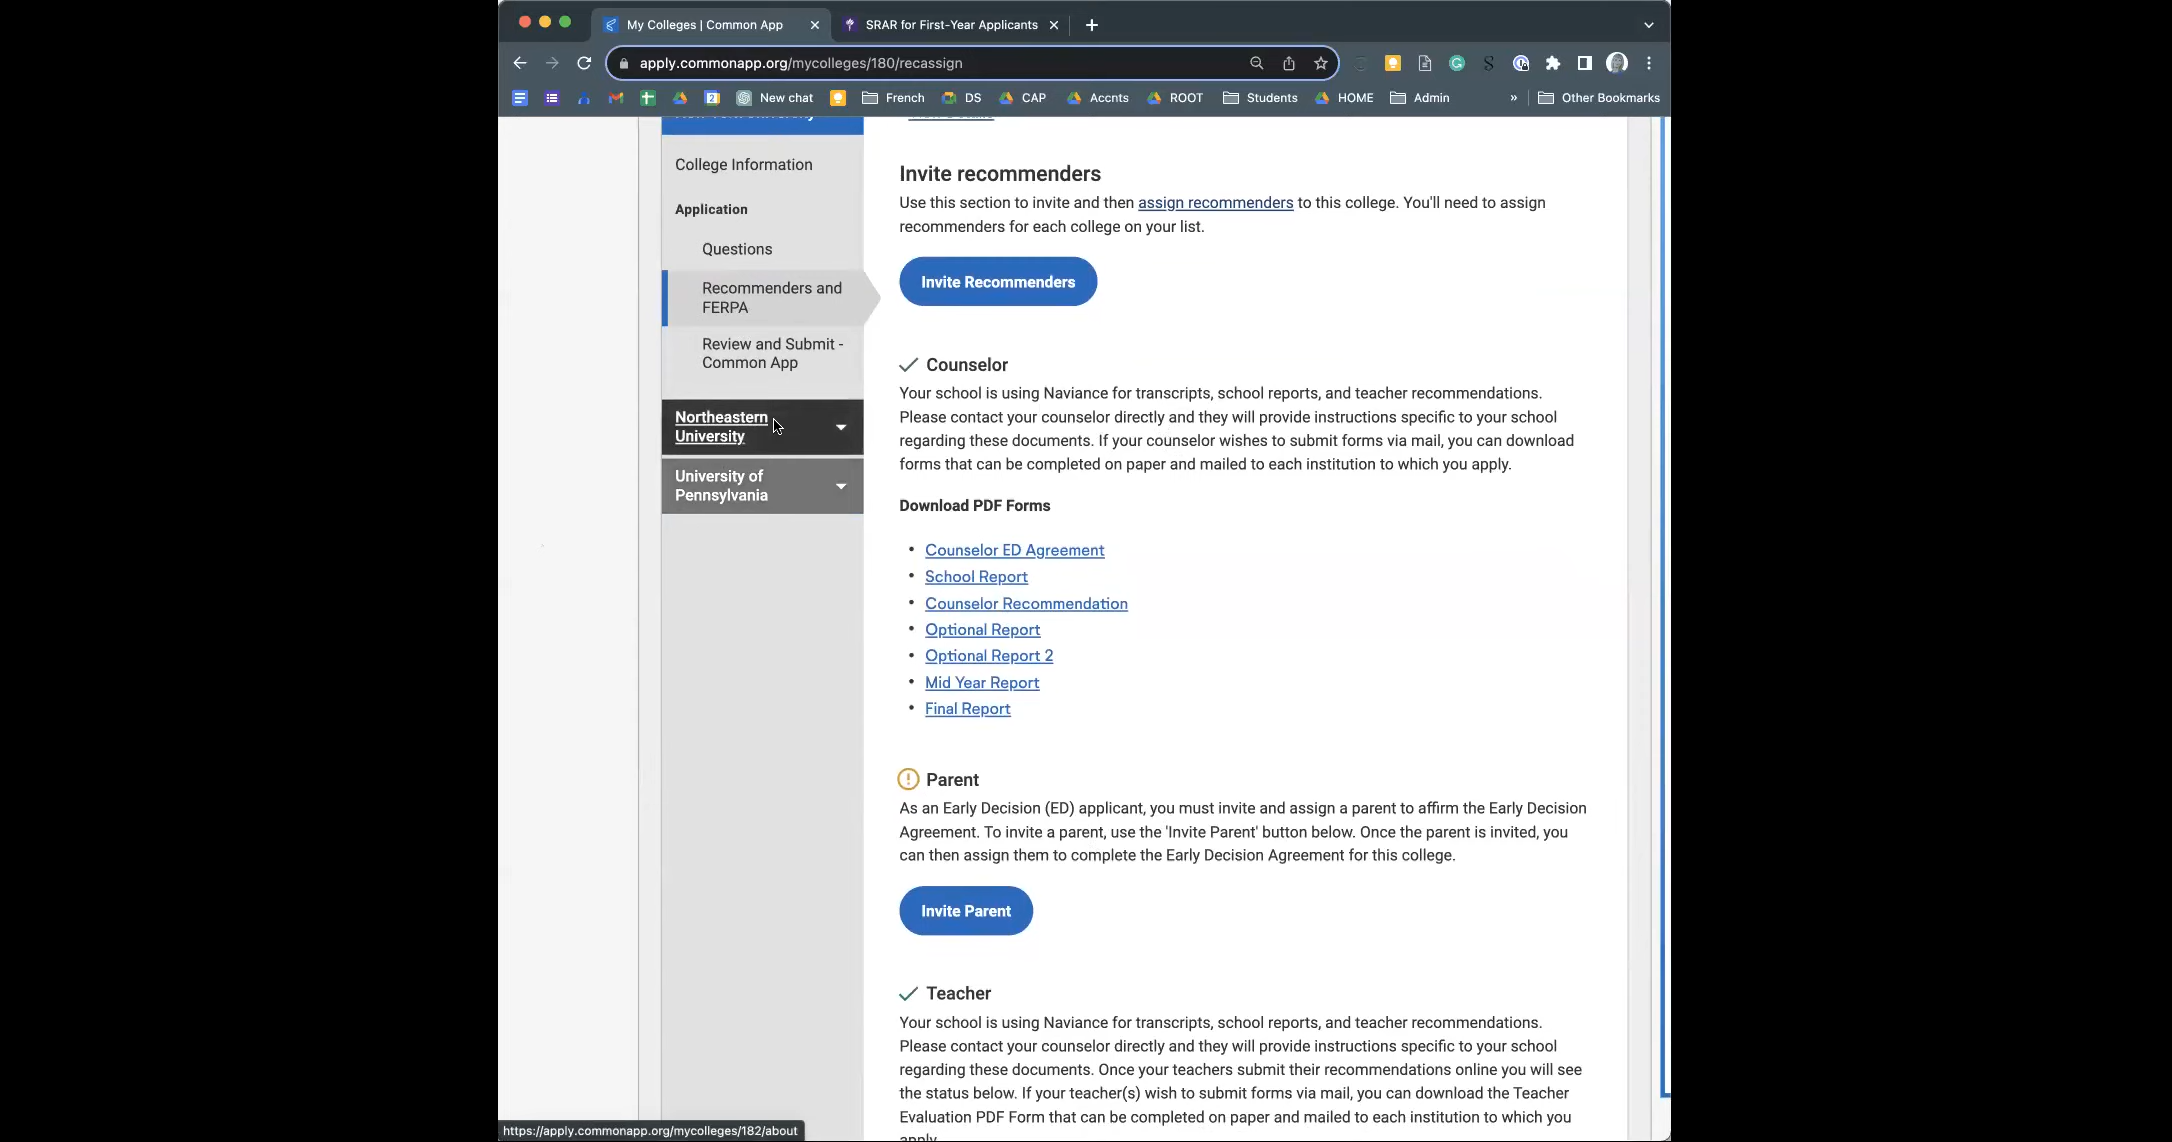 My Colleges | Common App
SRAR for First-Year Applicants
apply.commonapp.org/mycolleges/180/recassign
New chat
French
DS
CAP
Accnts
ROOT
Students
HOME
Admin
»
Other Bookmarks
College Information
Application
Questions
Recommenders and
FERPA
Review and Submit -
Common App
Northeastern
University
University of
Pennsylvania
Invite recommenders
Use this section to invite and then assign recommenders to this college. You'll need to assign
recommenders for each college on your list.
Invite Recommenders
Counselor
Your school is using Naviance for transcripts, school reports, and teacher recommendations.
Please contact your counselor directly and they will provide instructions specific to your school
regarding these documents. If your counselor wishes to submit forms via mail, you can download
forms that can be completed on paper and mailed to each institution to which you apply.
Download PDF Forms
• Counselor ED Agreement
• School Report
• Counselor Recommendation
• Optional Report
• Optional Report 2
• Mid Year Report
• Final Report
Parent
As an Early Decision (ED) applicant, you must invite and assign a parent to affirm the Early Decision
Agreement. To invite a parent, use the 'Invite Parent' button below. Once the parent is invited, you
can then assign them to complete the Early Decision Agreement for this college.
Invite Parent
Teacher
Your school is using Naviance for transcripts, school reports, and teacher recommendations.
Please contact your counselor directly and they will provide instructions specific to your school
regarding these documents. Once your teachers submit their recommendations online you will see
the status below. If your teacher(s) wish to submit forms via mail, you can download the Teacher
Evaluation PDF Form that can be completed on paper and mailed to each institution to which you
apply.
https://apply.commonapp.org/mycolleges/182/about